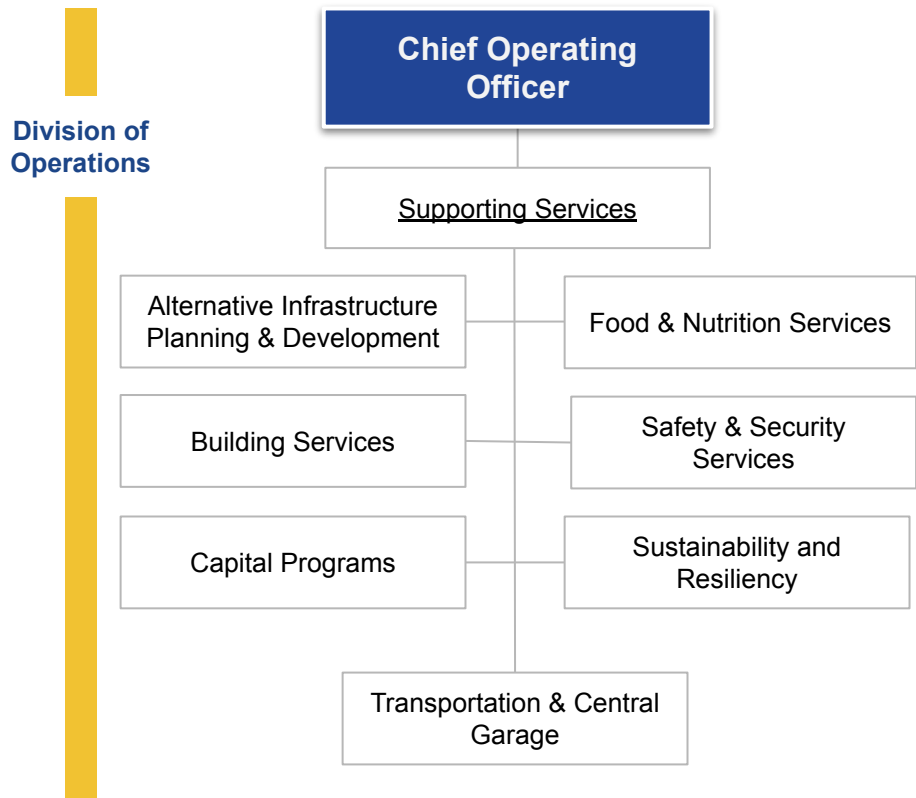 Chief Operating
Officer
Division of
Operations
Supporting Services
Alternative Infrastructure
Planning & Development
Food & Nutrition Services
Building Services
Safety & Security
Services
Capital Programs
Sustainability and
Resiliency
Transportation & Central
Garage